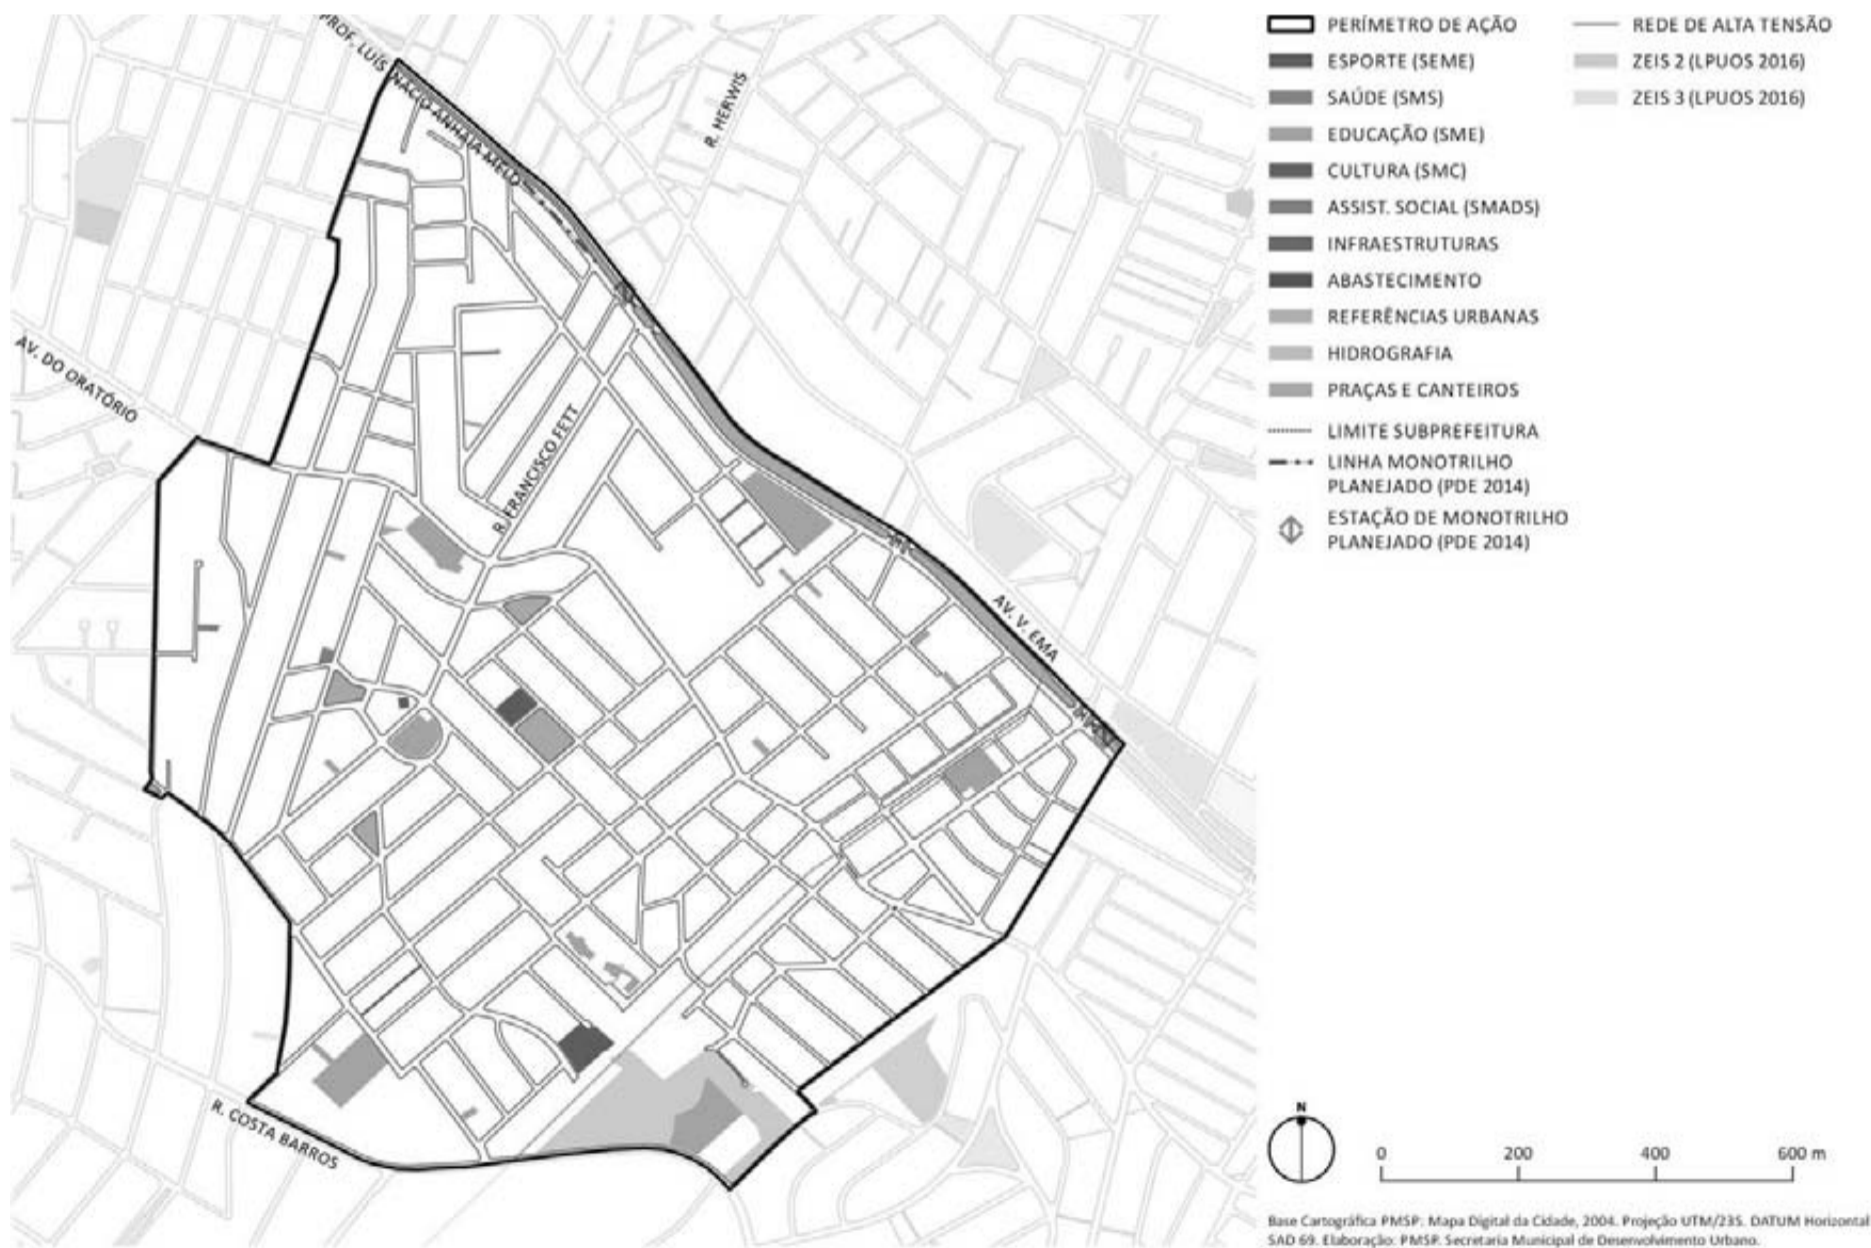 PROF. LUÍS INÁCIO ANHAIA MELO
R. HERWIS
AV. DO ORATÓRIO
R. FRANCISCO FETT
AV. V. EMA
R. COSTA BARROS
PERÍMETRO DE AÇÃO
ESPORTE (SEME)
SAÚDE (SMS)
EDUCAÇÃO (SME)
CULTURA (SMC)
ASSIST. SOCIAL (SMADS)
INFRAESTRUTURAS
ABASTECIMENTO
REFERÊNCIAS URBANAS
HIDROGRAFIA
PRAÇAS E CANTEIROS
LIMITE SUBPREFEITURA
LINHA MONOTRILHO
PLANEJADO (PDE 2014)
ESTAÇÃO DE MONOTRILHO
PLANEJADO (PDE 2014)
REDE DE ALTA TENSÃO
ZEIS 2 (LPUOS 2016)
ZEIS 3 (LPUOS 2016)
N
0 200 400 600 m
Base Cartográfica PMSP: Mapa Digital da Cidade, 2004. Projeção UTM/23S. DATUM Horizontal
SAD 69. Elaboração: PMSP. Secretaria Municipal de Desenvolvimento Urbano.